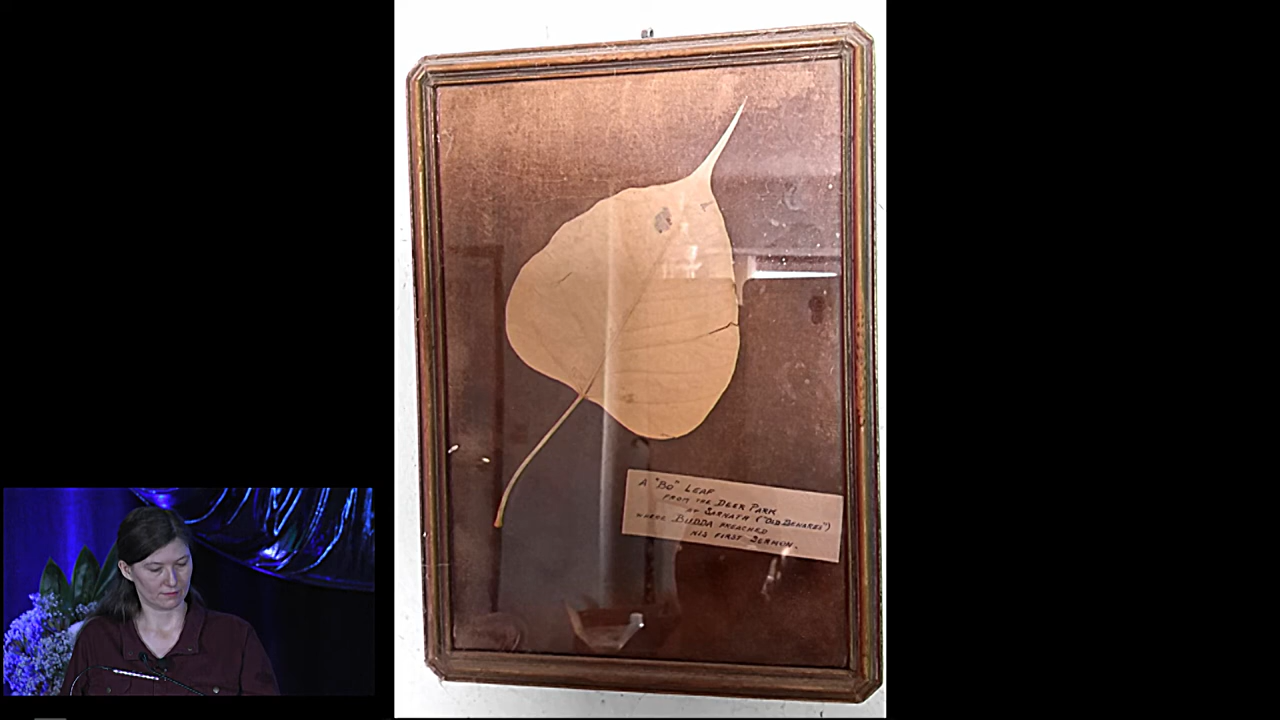 A "BO" LEAF
FROM THE DEER PARK
AT SARNATH ("OLD BENARES")
WHERE BUDDA PREACHED
HIS FIRST SERMON.